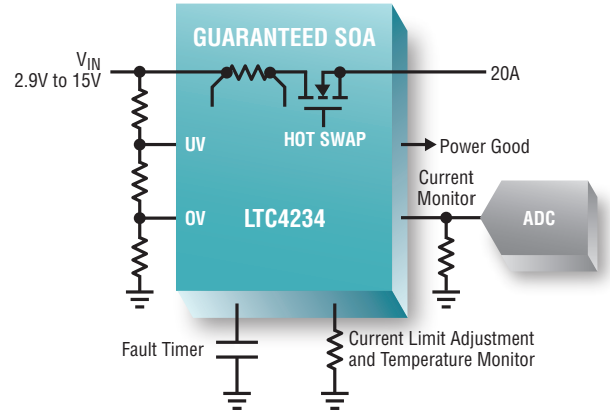 GUARANTEED SOA
V_IN
2.9V to 15V
20A
HOT SWAP
UV
Power Good
Current
Monitor
OV
LTC4234
ADC
Fault Timer
Current Limit Adjustment
and Temperature Monitor